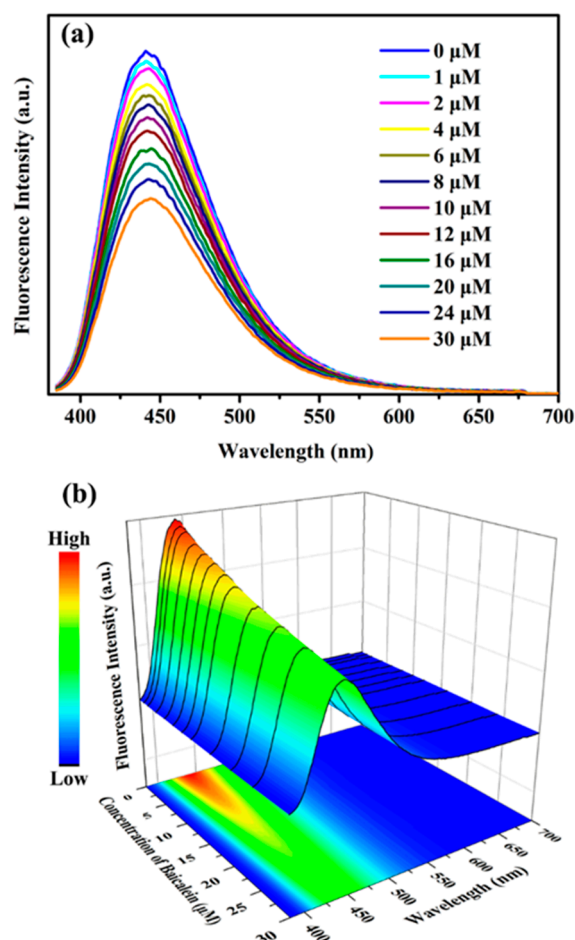 (a)
Fluorescence Intensity (a.u.)
0 µM
1 µM
2 µM
4 µM
6 µM
8 µM
10 µM
12 µM
16 µM
20 µM
24 µM
30 µM
400 450 500 550 600 650 700
Wavelength (nm)
(b)
High
Low
Fluorescence Intensity (a.u.)
0
5
10
15
20
25
30
Concentration of Baicalein (µM)
400
450
500
550
600
650
700
Wavelength (nm)